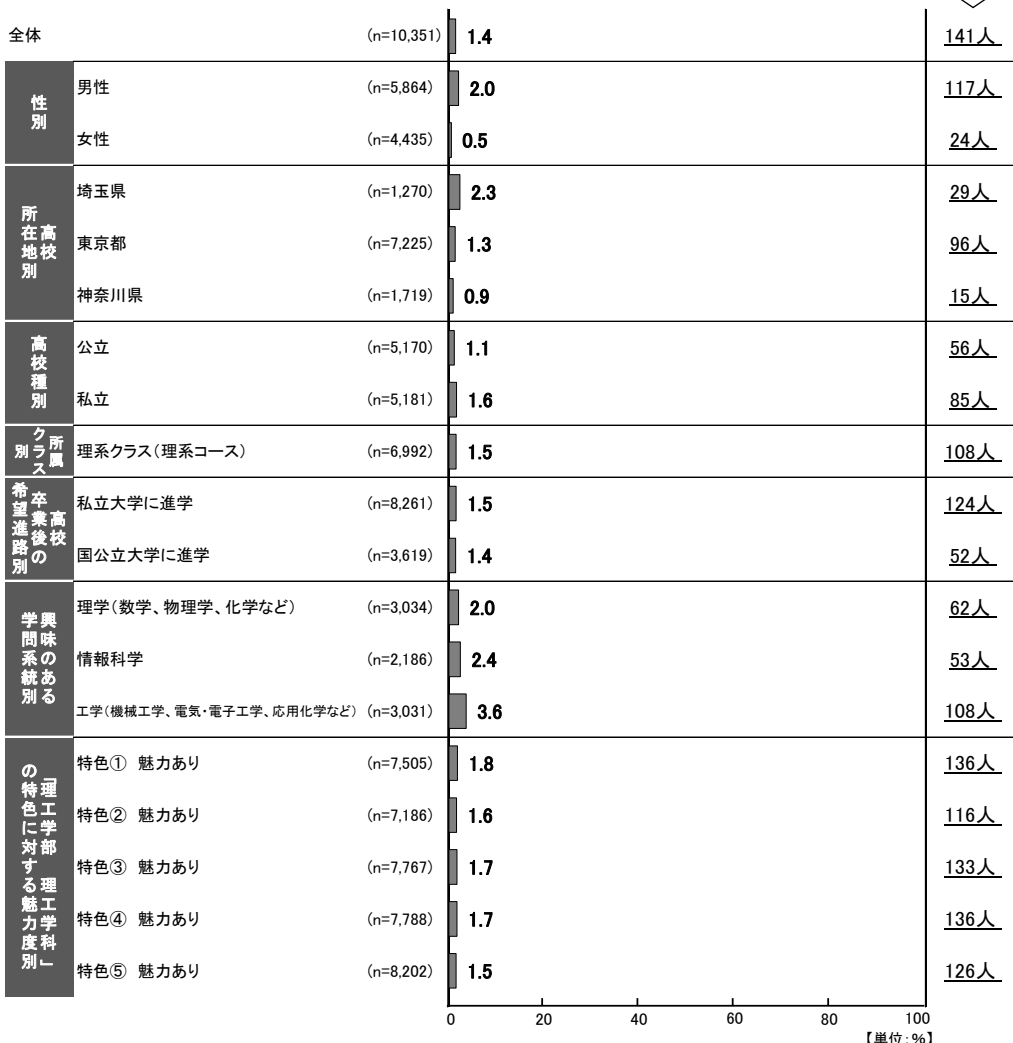 全体 (n=10,351) 1.4 141人
性別
男性 (n=5,864) 2.0 117人
女性 (n=4,435) 0.5 24人
高校所在地別
埼玉県 (n=1,270) 2.3 29人
東京都 (n=7,225) 1.3 96人
神奈川県 (n=1,719) 0.9 15人
高校種別
公立 (n=5,170) 1.1 56人
私立 (n=5,181) 1.6 85人
所属クラス別
理系クラス(理系コース) (n=6,992) 1.5 108人
高校卒業後の希望進路別
私立大学に進学 (n=8,261) 1.5 124人
国公立大学に進学 (n=3,619) 1.4 52人
興味のある学問系統別
理学(数学、物理学、化学など) (n=3,034) 2.0 62人
情報科学 (n=2,186) 2.4 53人
工学(機械工学、電気・電子工学、応用化学など) (n=3,031) 3.6 108人
「理工学部 理工学科」の特色に対する魅力度別
特色① 魅力あり (n=7,505) 1.8 136人
特色② 魅力あり (n=7,186) 1.6 116人
特色③ 魅力あり (n=7,767) 1.7 133人
特色④ 魅力あり (n=7,788) 1.7 136人
特色⑤ 魅力あり (n=8,202) 1.5 126人
0 20 40 60 80 100
【単位:%】